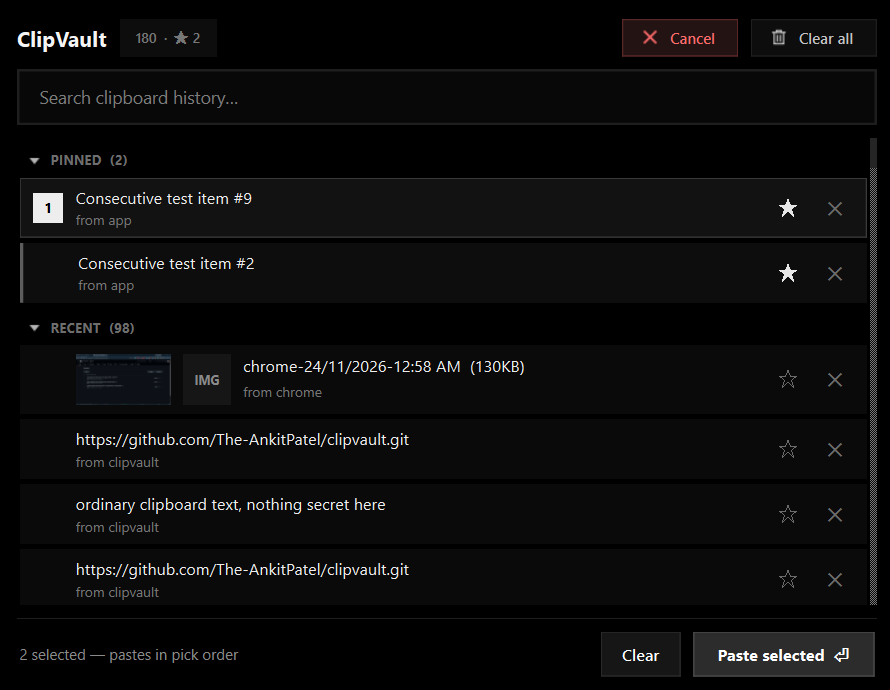 ClipVault 180 · ★ 2 Cancel Clear all
Search clipboard history...
PINNED (2)
1 Consecutive test item #9
from app
Consecutive test item #2
from app
RECENT (98)
IMG chrome-24/11/2026-12:58 AM (130KB)
from chrome
https://github.com/The-AnkitPatel/clipvault.git
from clipvault
ordinary clipboard text, nothing secret here
from clipvault
https://github.com/The-AnkitPatel/clipvault.git
from clipvault
2 selected — pastes in pick order Clear Paste selected ⏎